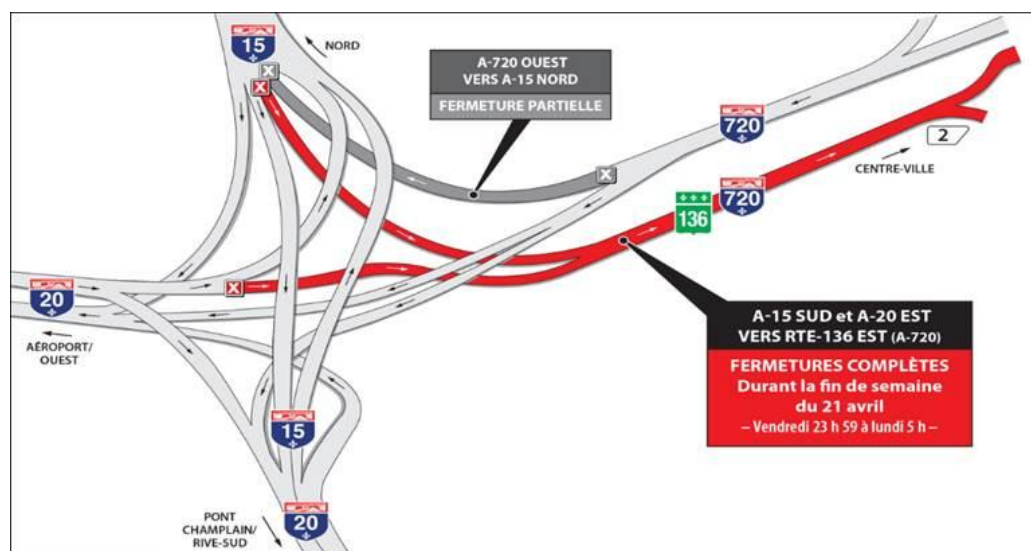 15
NORD
X
X
A-720 OUEST
VERS A-15 NORD
FERMETURE PARTIELLE
X
720
2
CENTRE-VILLE
720
136
X
20
AÉROPORT/
OUEST
A-15 SUD et A-20 EST
VERS RTE-136 EST (A-720)
FERMETURES COMPLÈTES
Durant la fin de semaine
du 21 avril
– Vendredi 23 h 59 à lundi 5 h –
15
20
PONT
CHAMPLAIN/
RIVE-SUD